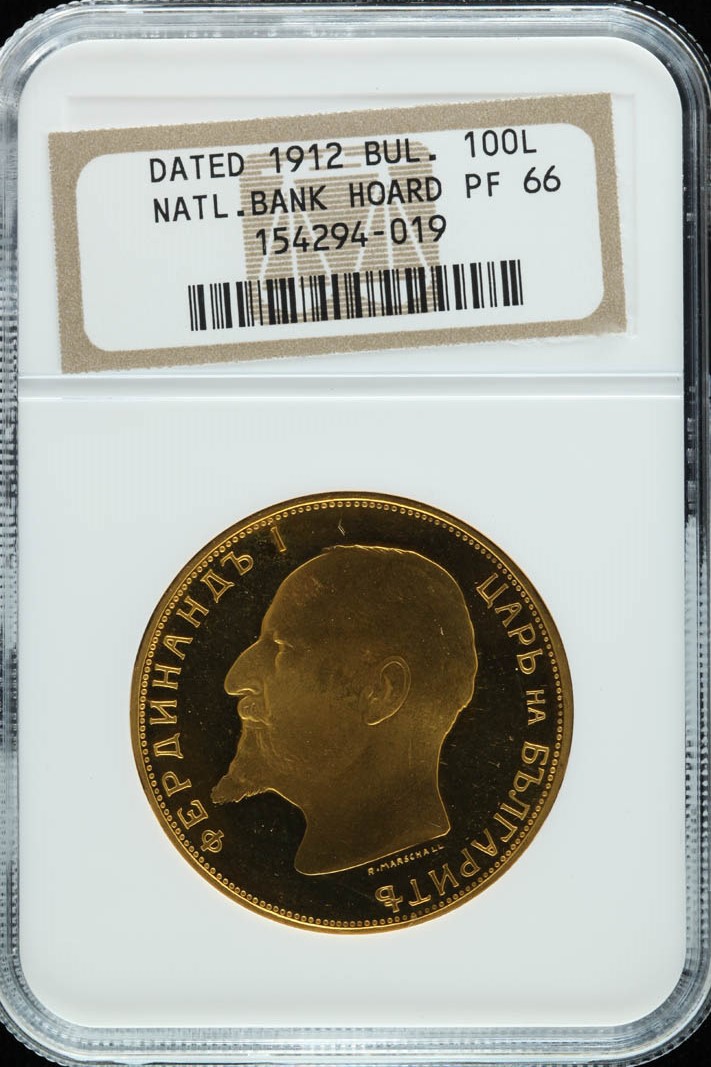 DATED 1912 BUL. 100L
NATL.BANK HOARD PF 66
154294-019
ФЕРДИНАНДЪ I
ЦАРЬ НА БЪЛГАРИТѢ
R.MARSCHALL